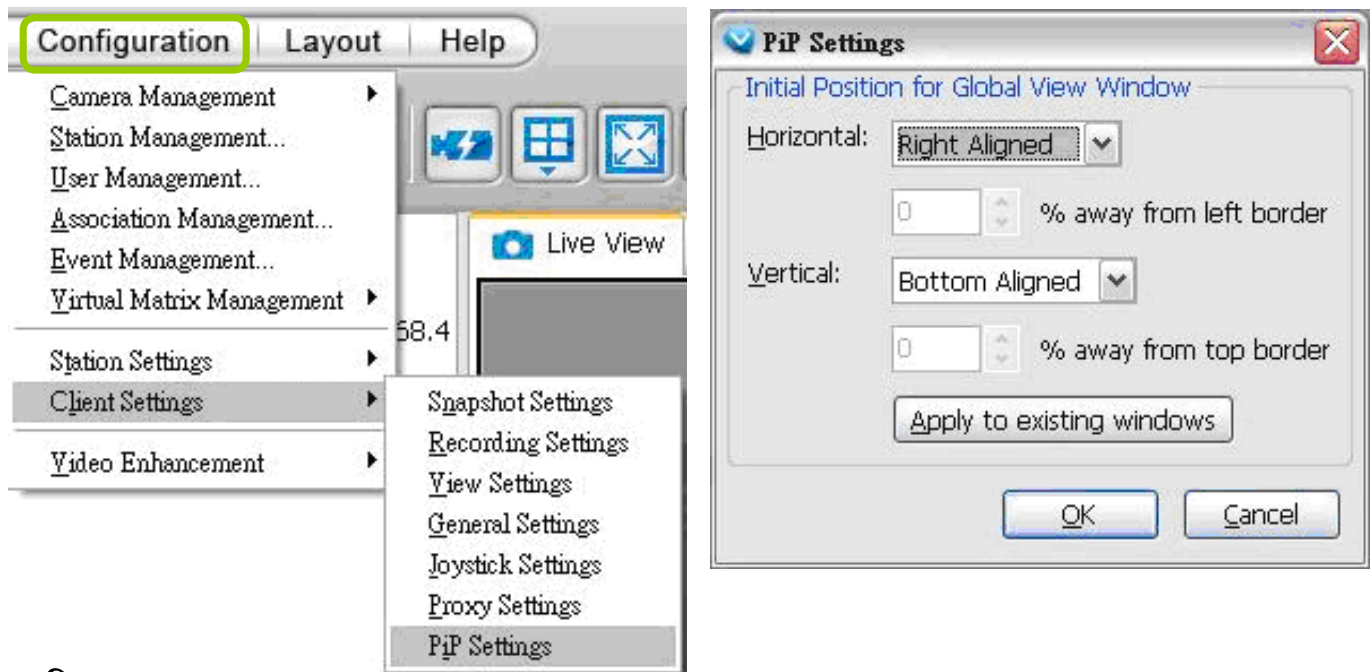 Configuration Layout Help
Camera Management
Station Management...
User Management...
Association Management...
Event Management...
Virtual Matrix Management
Station Settings
Client Settings
Video Enhancement
Live View
68.4
Snapshot Settings
Recording Settings
View Settings
General Settings
Joystick Settings
Proxy Settings
PiP Settings
PiP Settings
Initial Position for Global View Window
Horizontal: Right Aligned
0 % away from left border
Vertical: Bottom Aligned
0 % away from top border
Apply to existing windows
OK Cancel